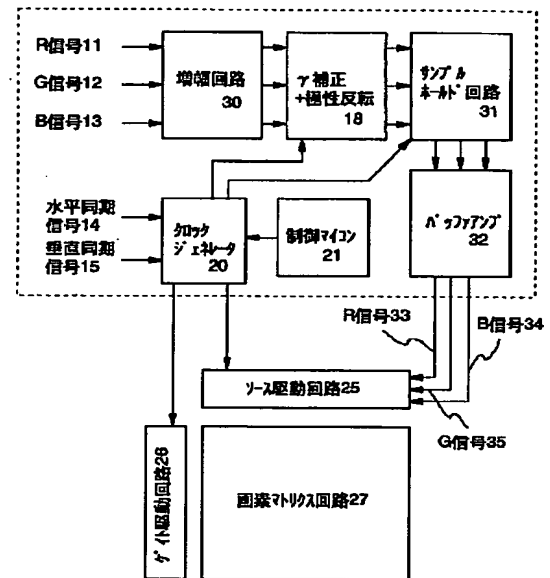 R信号11
G信号12
B信号13
増幅回路
30
γ補正
+極性反転
18
サンプル
ホールド回路
31
水平同期
信号14
垂直同期
信号15
クロック
ジェネレータ
20
制御マイコン
21
バッファアンプ
32
R信号33
B信号34
G信号35
ソース駆動回路25
ゲイト駆動回路26
画素マトリクス回路27